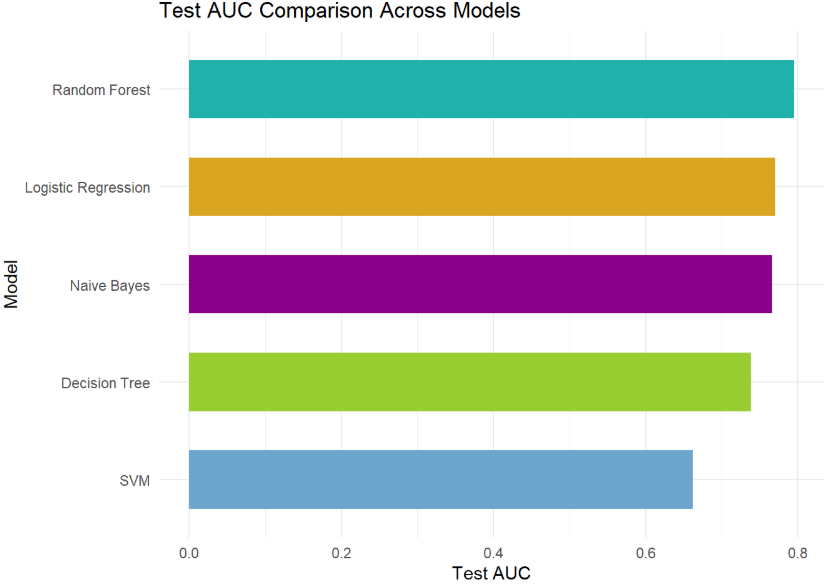 Test AUC Comparison Across Models
Random Forest
Logistic Regression
Naive Bayes
Decision Tree
SVM
Model
0.0 0.2 0.4 0.6 0.8
Test AUC